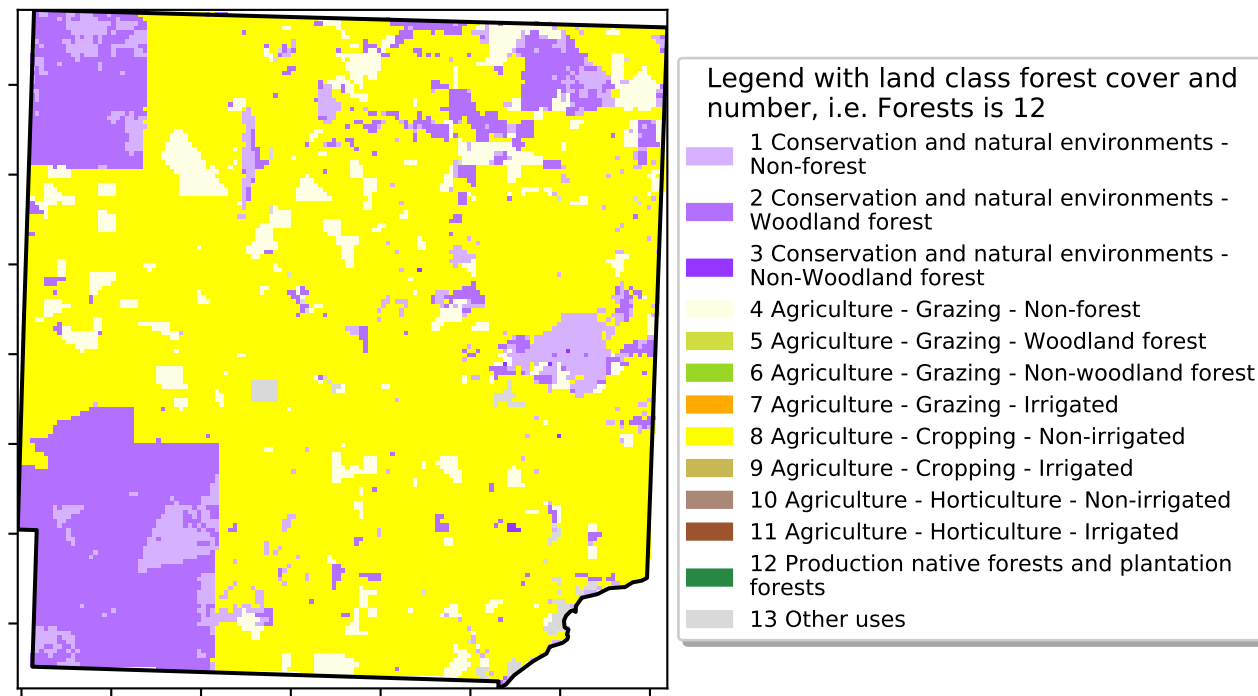 Legend with land class forest cover and
number, i.e. Forests is 12
1 Conservation and natural environments -
Non-forest
2 Conservation and natural environments -
Woodland forest
3 Conservation and natural environments -
Non-Woodland forest
4 Agriculture - Grazing - Non-forest
5 Agriculture - Grazing - Woodland forest
6 Agriculture - Grazing - Non-woodland forest
7 Agriculture - Grazing - Irrigated
8 Agriculture - Cropping - Non-irrigated
9 Agriculture - Cropping - Irrigated
10 Agriculture - Horticulture - Non-irrigated
11 Agriculture - Horticulture - Irrigated
12 Production native forests and plantation
forests
13 Other uses